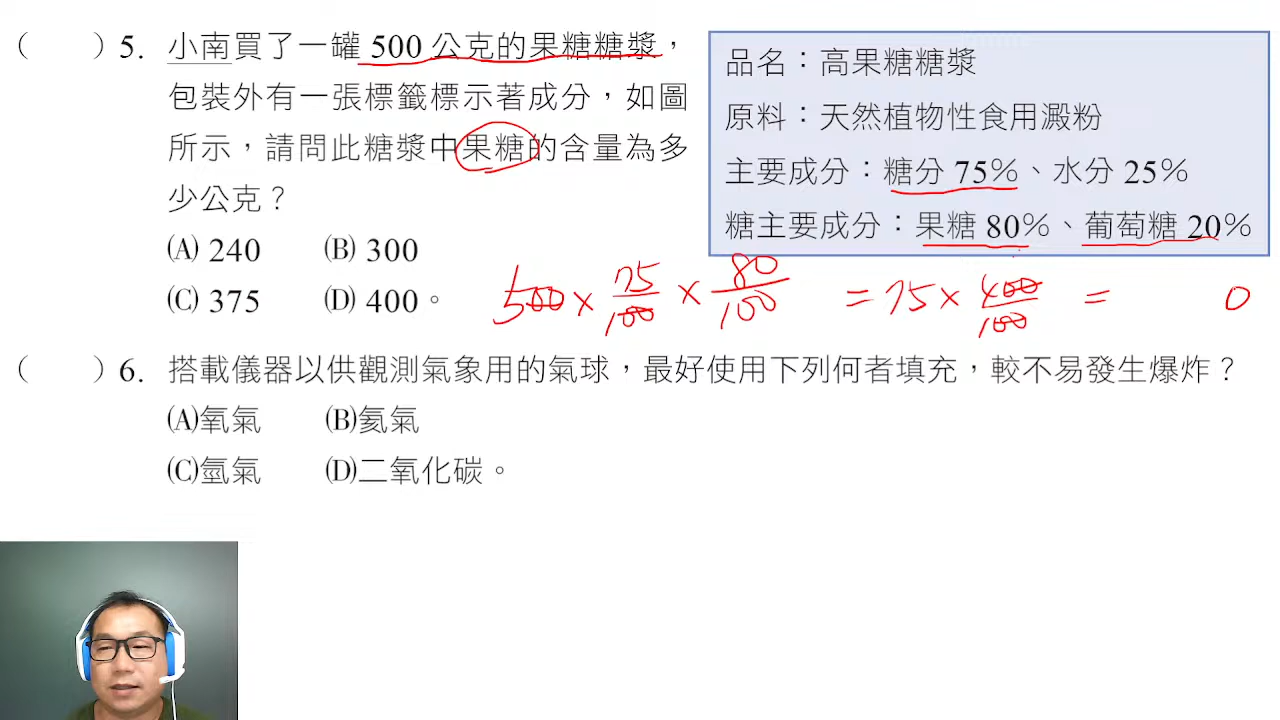 （　　）5. 小南買了一罐 500 公克的果糖糖漿，
包裝外有一張標籤標示著成分，如圖
所示，請問此糖漿中果糖的含量為多
少公克？
(A) 240　(B) 300
(C) 375　(D) 400。
品名：高果糖糖漿
原料：天然植物性食用澱粉
主要成分：糖分 75%、水分 25%
糖主要成分：果糖 80%、葡萄糖 20%
500 × 75/100 × 80/100 = 75 × 400/100 = 0
（　　）6. 搭載儀器以供觀測氣象用的氣球，最好使用下列何者填充，較不易發生爆炸？
(A)氧氣　(B)氦氣
(C)氫氣　(D)二氧化碳。